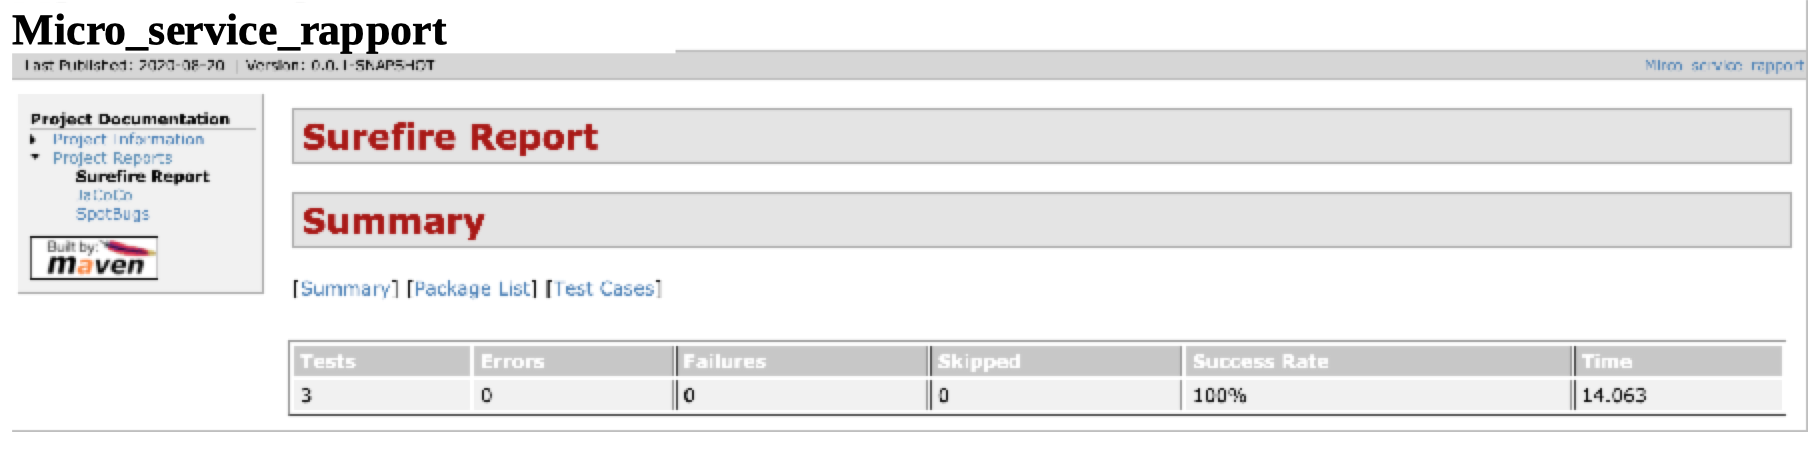 Micro_service_rapport
Last Published: 2020-08-20 | Version: 0.0.1-SNAPSHOT
Mirco_service_rapport
Project Documentation
Project Information
Project Reports
Surefire Report
JaCoCo
SpotBugs
Built by:
maven
Surefire Report
Summary
[Summary] [Package List] [Test Cases]
Tests Errors Failures Skipped Success Rate Time
3 0 0 0 100% 14.063